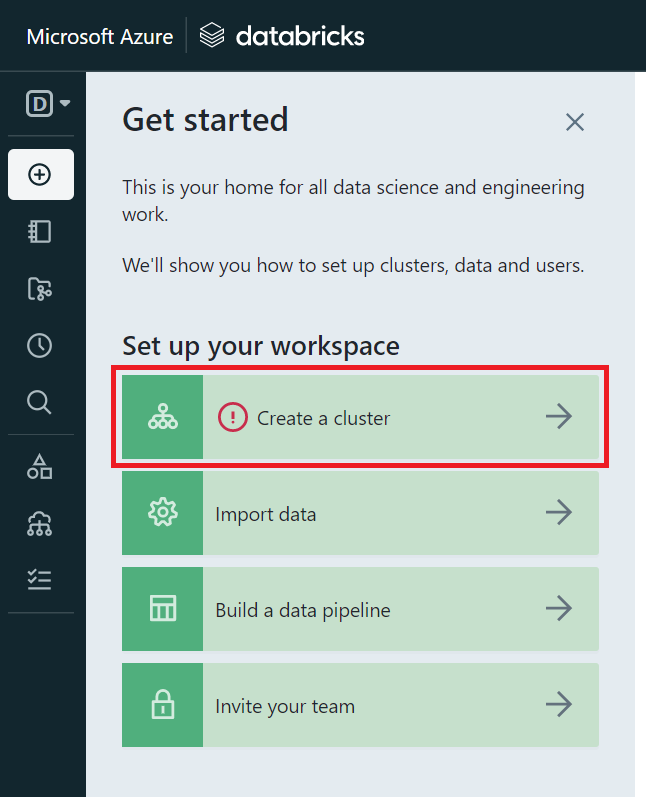 Microsoft Azure databricks
D
Get started
This is your home for all data science and engineering
work.
We'll show you how to set up clusters, data and users.
Set up your workspace
Create a cluster
Import data
Build a data pipeline
Invite your team